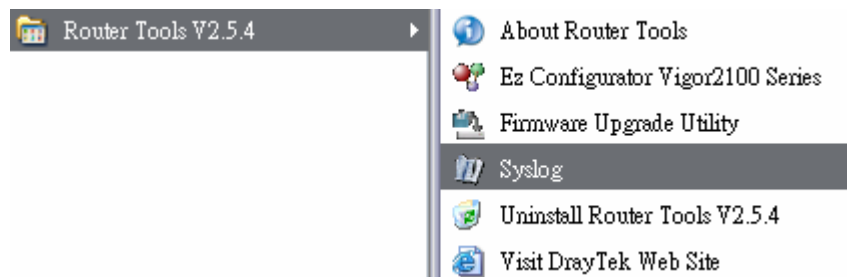 Router Tools V2.5.4
About Router Tools
Ez Configurator Vigor2100 Series
Firmware Upgrade Utility
Syslog
Uninstall Router Tools V2.5.4
Visit DrayTek Web Site